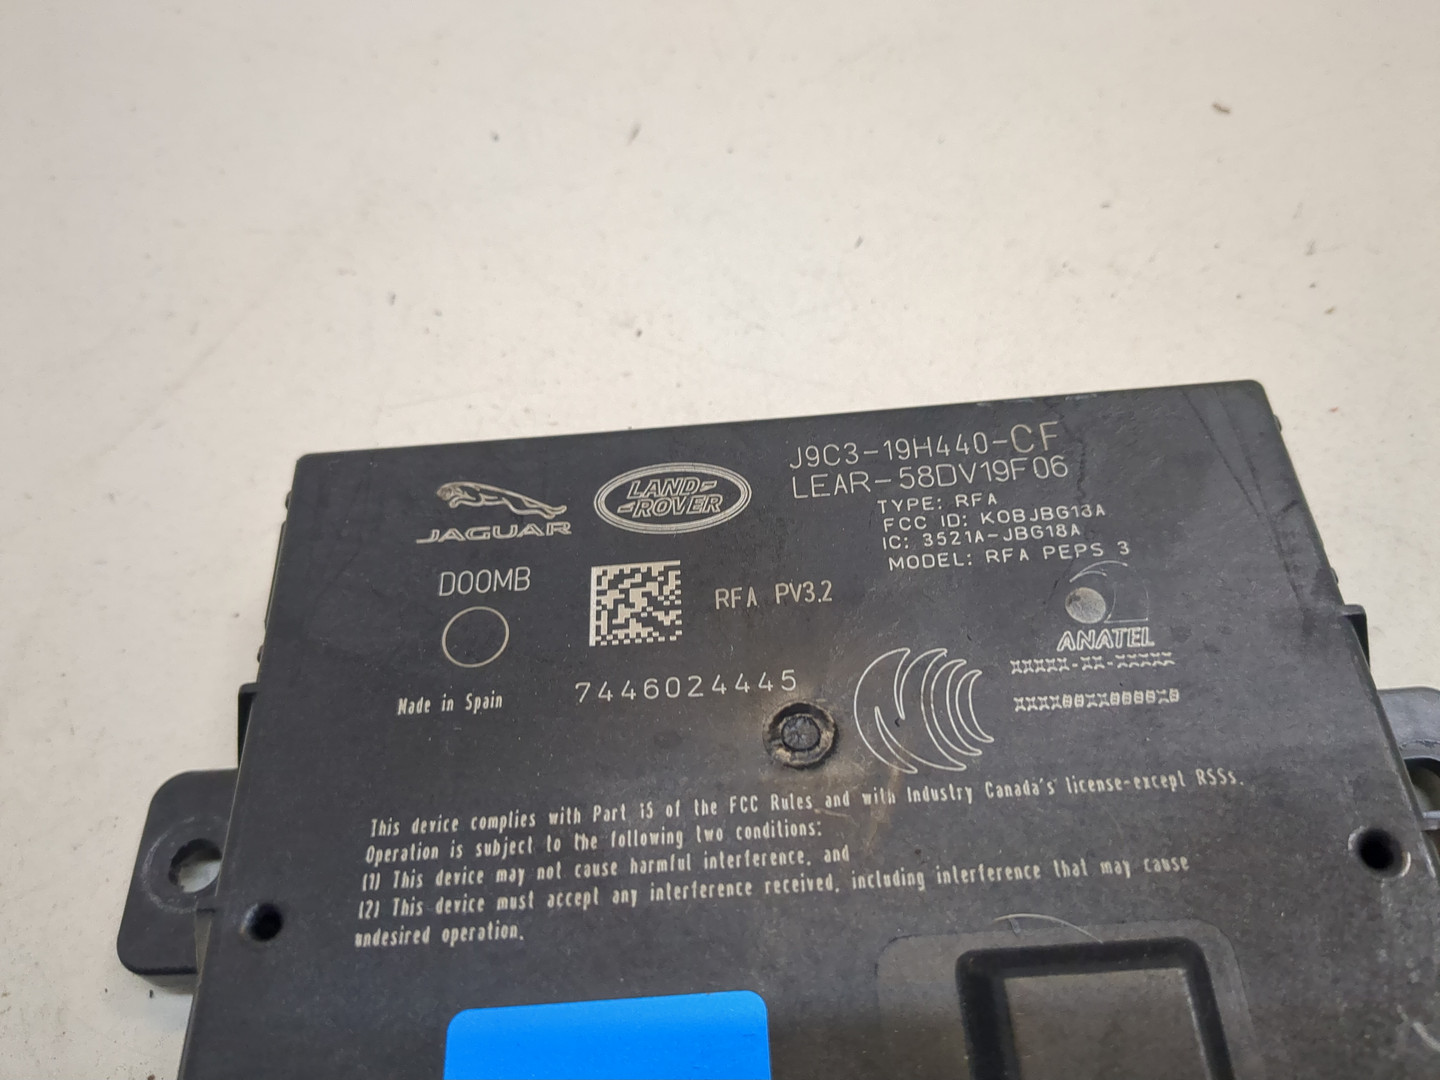 J9C3-19H440-CF
LEAR-58DV19F06
TYPE: RFA
FCC ID: KOBJBG18A
IC: 3521A-JBG18A
MODEL: RFA PEPS 3
JAGUAR
LAND-
-ROVER
D00MB
RFA PV3.2
ANATEL
XXXXX-XX-XXXXX
Made in Spain
7446024445
This device complies with Part 15 of the FCC Rules and with Industry Canada's license-except RSSs.
Operation is subject to the following two conditions:
(1) This device may not cause harmful interference, and
(2) This device must accept any interference received, including interference that may cause
undesired operation.